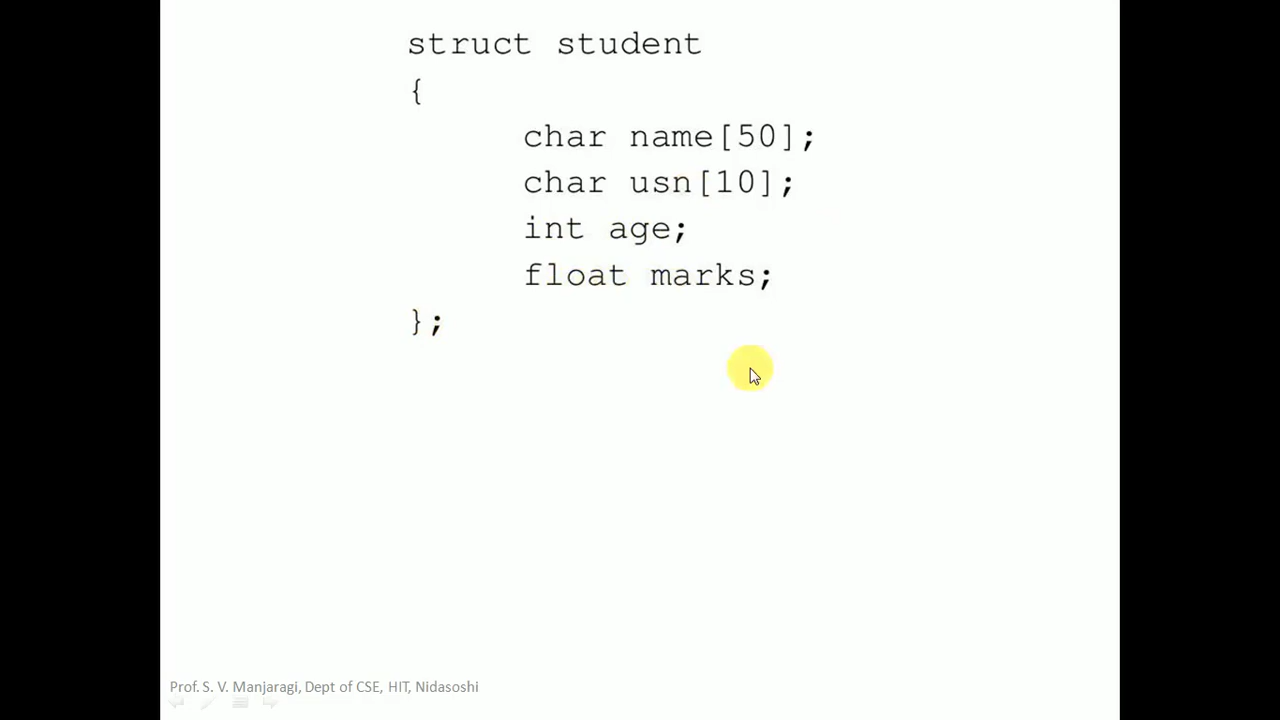 struct student
{
char name[50];
char usn[10];
int age;
float marks;
};
Prof. S. V. Manjaragi, Dept of CSE, HIT, Nidasoshi